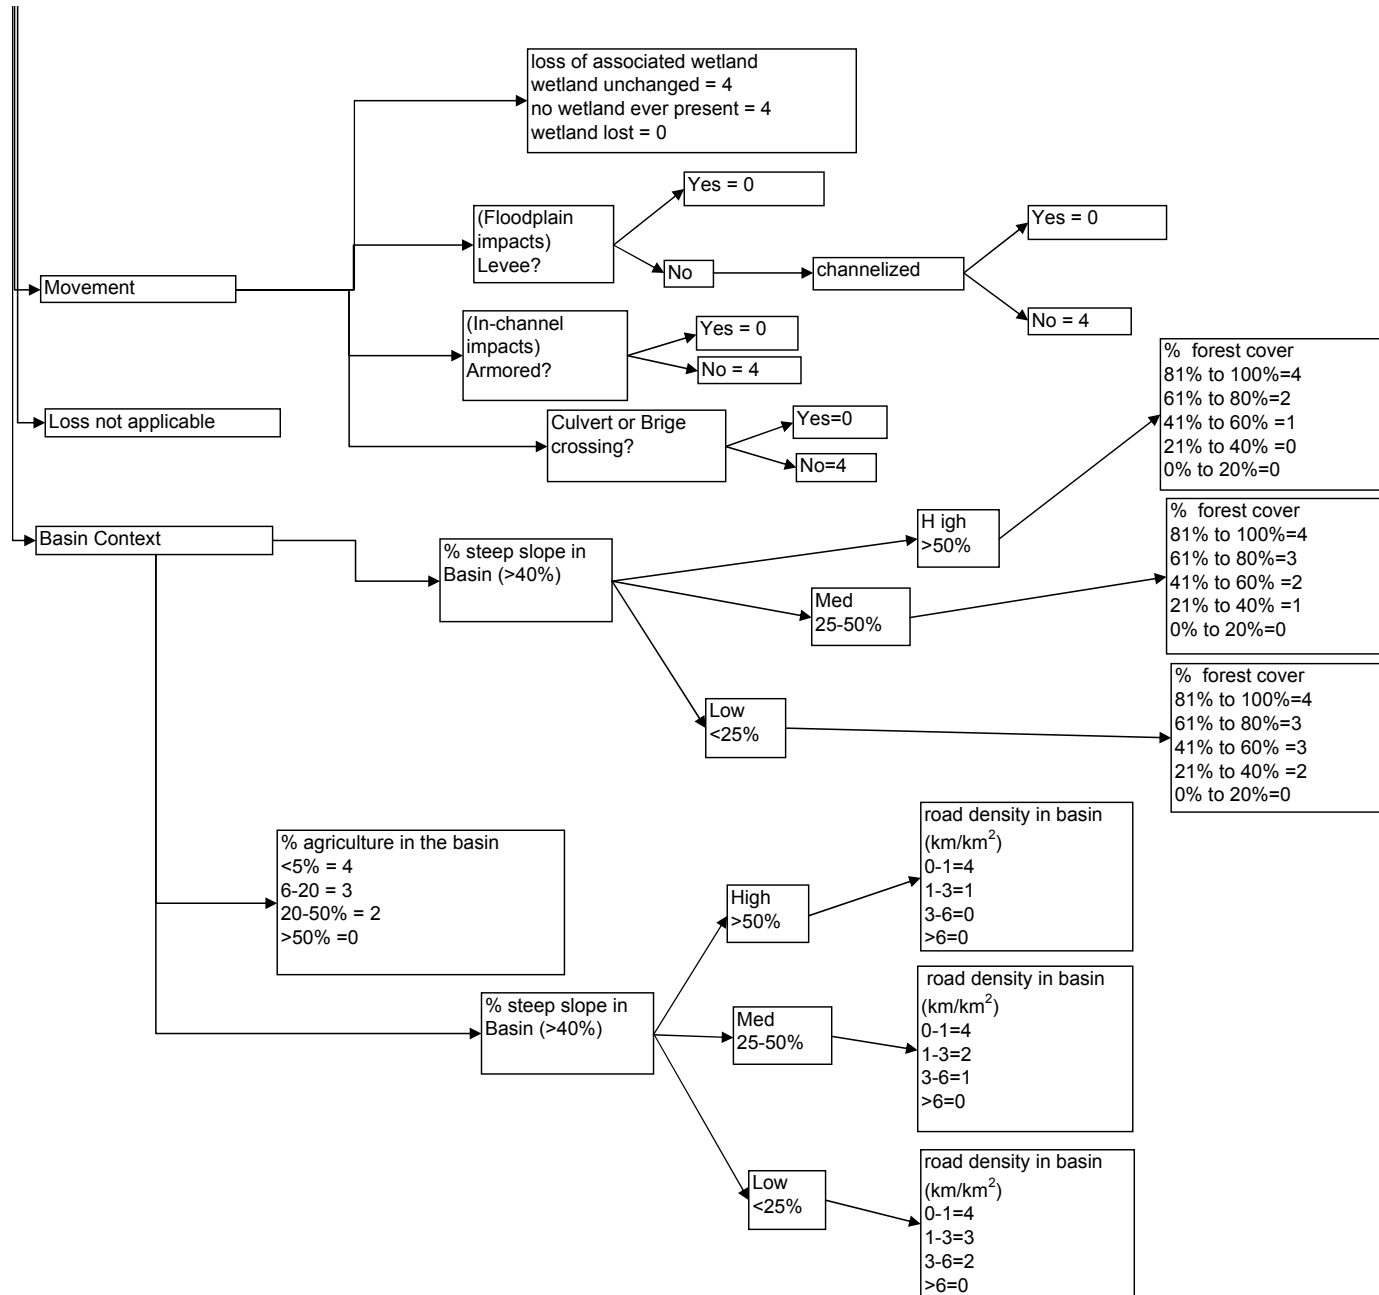 loss of associated wetland
wetland unchanged = 4
no wetland ever present = 4
wetland lost = 0
(Floodplain
impacts)
Levee?
Yes = 0
No
channelized
Yes = 0
No = 4
Movement
(In-channel
impacts)
Armored?
Yes = 0
No = 4
Loss not applicable
Culvert or Brige
crossing?
Yes=0
No=4
Basin Context
% steep slope in
Basin (>40%)
H igh
>50%
% forest cover
81% to 100%=4
61% to 80%=2
41% to 60% =1
21% to 40% =0
0% to 20%=0
Med
25-50%
% forest cover
81% to 100%=4
61% to 80%=3
41% to 60% =2
21% to 40% =1
0% to 20%=0
Low
<25%
% forest cover
81% to 100%=4
61% to 80%=3
41% to 60% =3
21% to 40% =2
0% to 20%=0
% agriculture in the basin
<5% = 4
6-20 = 3
20-50% = 2
>50% =0
% steep slope in
Basin (>40%)
High
>50%
road density in basin
(km/km²)
0-1=4
1-3=1
3-6=0
>6=0
Med
25-50%
road density in basin
(km/km²)
0-1=4
1-3=2
3-6=1
>6=0
Low
<25%
road density in basin
(km/km²)
0-1=4
1-3=3
3-6=2
>6=0